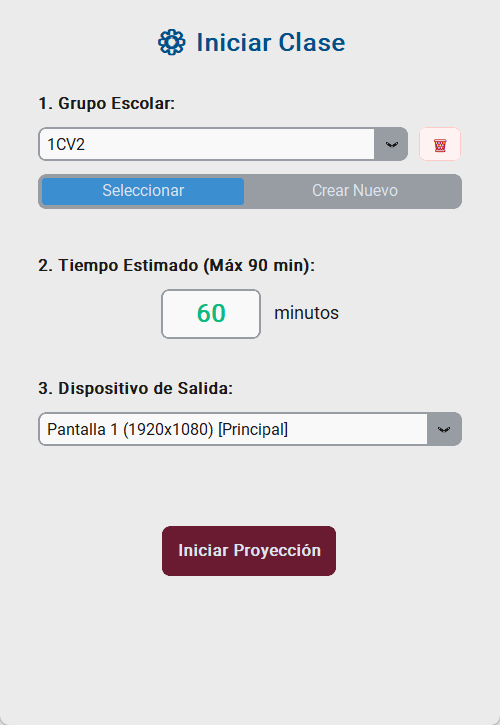 Iniciar Clase
1. Grupo Escolar:
1CV2
Seleccionar Crear Nuevo
2. Tiempo Estimado (Máx 90 min):
60 minutos
3. Dispositivo de Salida:
Pantalla 1 (1920x1080) [Principal]
Iniciar Proyección